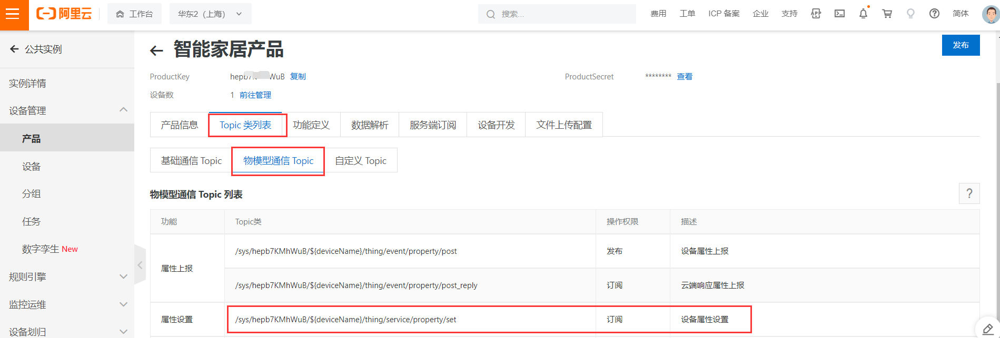 阿里云 工作台 华东2（上海） 搜索... 费用 工单 ICP 备案 企业 支持 APP 简体
公共实例
智能家居产品
发布
ProductKey
复制
ProductSecret
******** 查看
设备数
1 前往管理
实例详情
设备管理
产品
设备
分组
任务
数字孪生 New
规则引擎
监控运维
设备划归
产品信息 Topic 类列表 功能定义 数据解析 服务端订阅 设备开发 文件上传配置
基础通信 Topic 物模型通信 Topic 自定义 Topic
物模型通信 Topic 列表
?
功能 Topic类 操作权限 描述
属性上报
/sys/hepb7KMhWuB/${deviceName}/thing/event/property/post 发布 设备属性上报
/sys/hepb7KMhWuB/${deviceName}/thing/event/property/post_reply 订阅 云端响应属性上报
属性设置 /sys/hepb7KMhWuB/${deviceName}/thing/service/property/set 订阅 设备属性设置